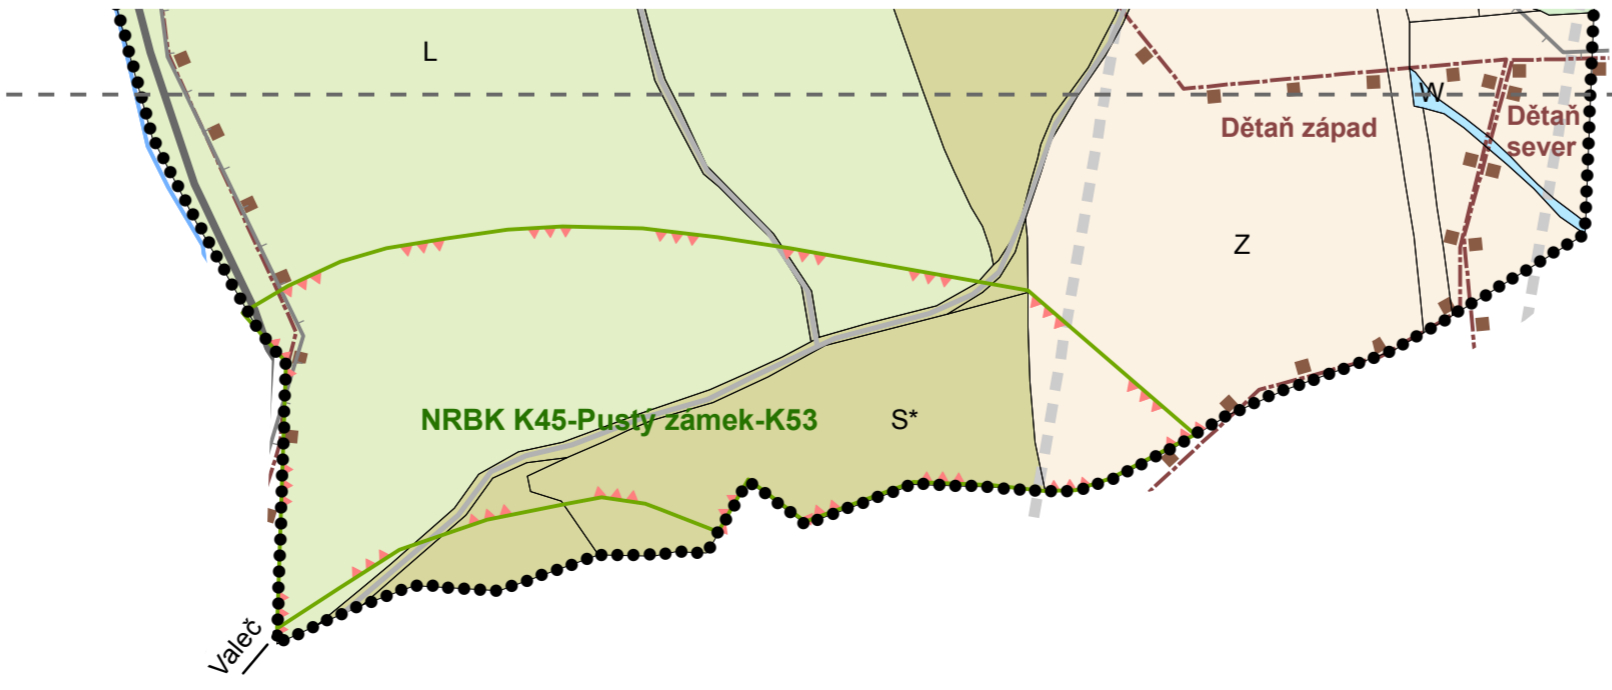 L
W
Dětaň západ
Dětaň
sever
Z
NRBK K45-Pustý zámek-K53
S*
Valeč